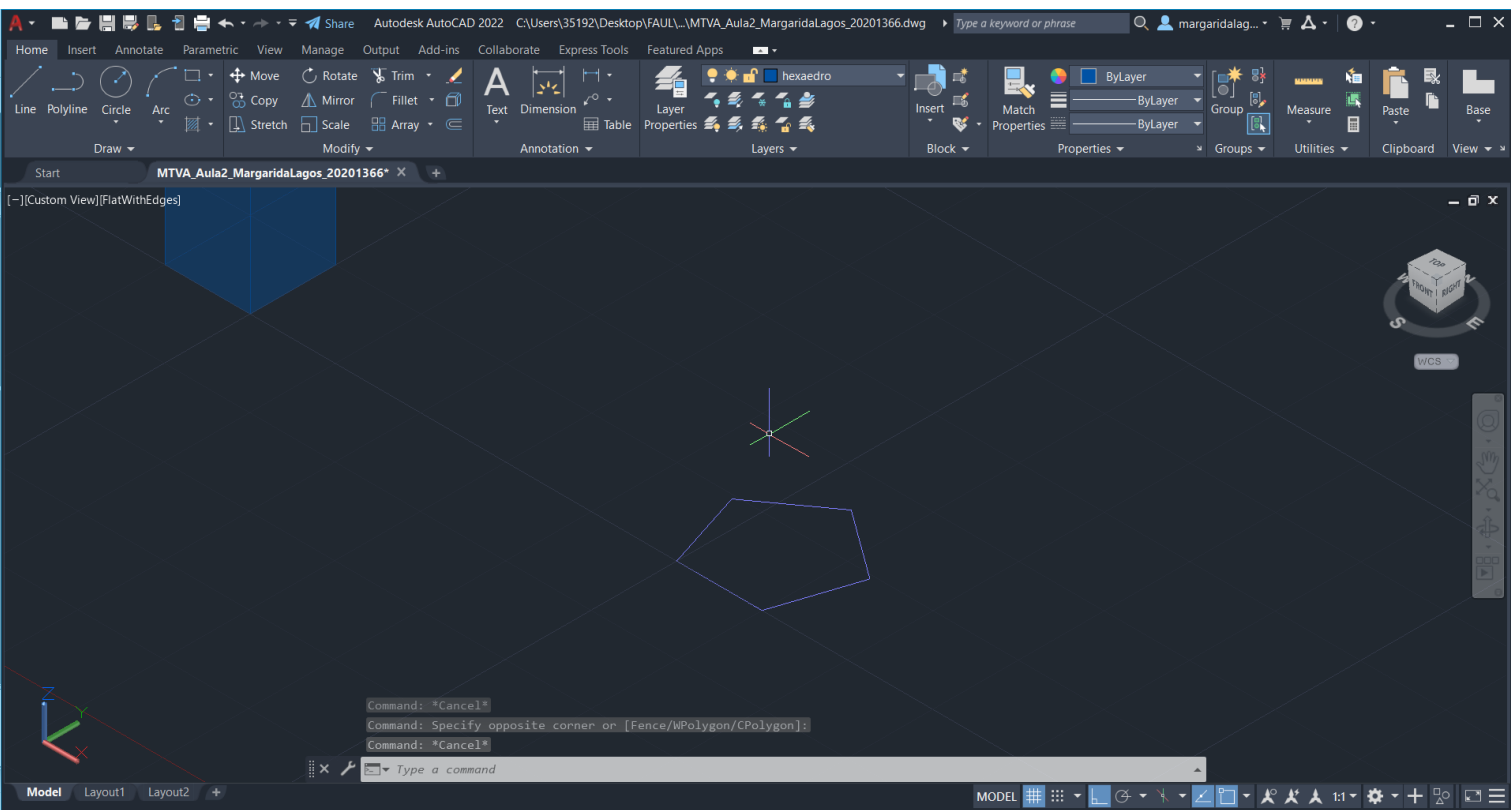 A Share Autodesk AutoCAD 2022 C:\Users\35192\Desktop\FAUL\...\MTVA_Aula2_MargaridaLagos_20201366.dwg Type a keyword or phrase margaridalag...
Home Insert Annotate Parametric View Manage Output Add-ins Collaborate Express Tools Featured Apps
Line Polyline Circle Arc
Move Rotate Trim
Copy Mirror Fillet
Stretch Scale Array
Text Dimension Table
Layer Properties
hexaedro
Insert
Match Properties
ByLayer
ByLayer
ByLayer
Group
Measure
Paste
Base
Draw Modify Annotation Layers Block Properties Groups Utilities Clipboard View
Start MTVA_Aula2_MargaridaLagos_20201366*
[−][Custom View][FlatWithEdges]
TOP
FRONT RIGHT
W N
S E
WCS
Z
Y
X
Command: *Cancel*
Command: Specify opposite corner or [Fence/WPolygon/CPolygon]:
Command: *Cancel*
Type a command
Model Layout1 Layout2
MODEL 1:1